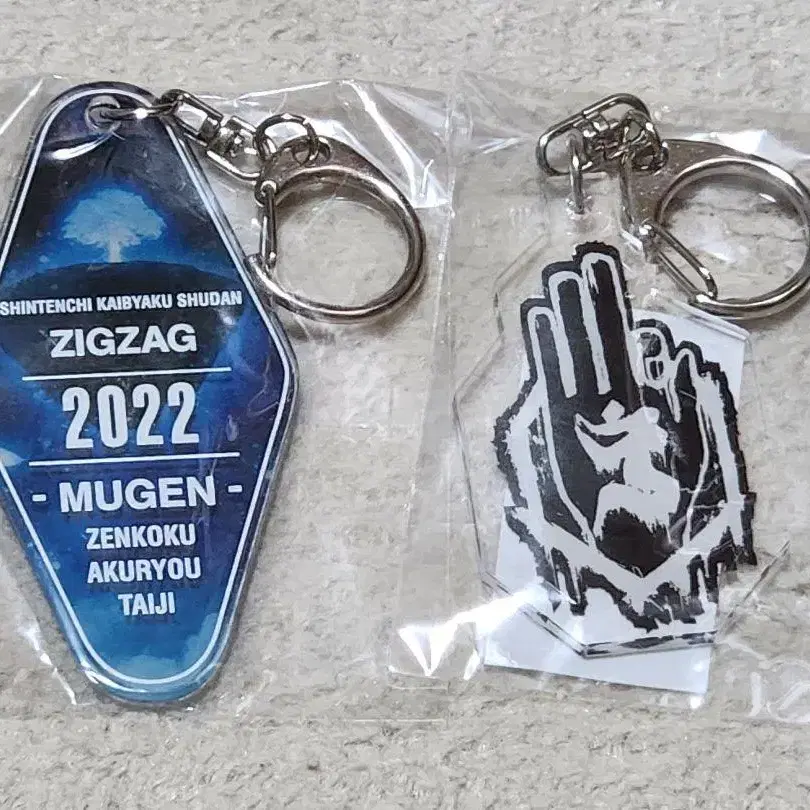 SHINTENCHI KAIBYAKU SHUDAN
ZIGZAG
2022
- MUGEN -
ZENKOKU
AKURYOU
TAIJI